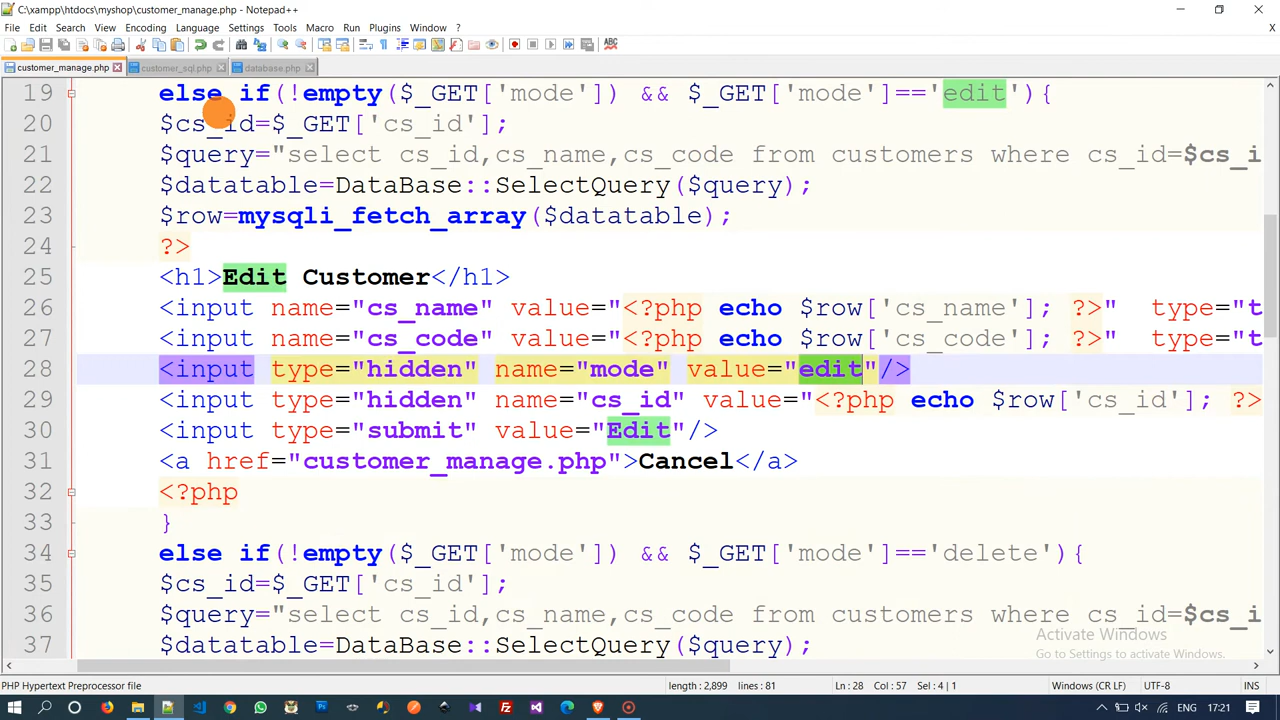 C:\xampp\htdocs\myshop\customer_manage.php - Notepad++
File Edit Search View Encoding Language Settings Tools Macro Run Plugins Window ?
customer_manage.php customer_sql.php database.php
19 else if(!empty($_GET['mode']) && $_GET['mode']=='edit'){
20 $cs_id=$_GET['cs_id'];
21 $query="select cs_id,cs_name,cs_code from customers where cs_id=$cs_i
22 $datatable=DataBase::SelectQuery($query);
23 $row=mysqli_fetch_array($datatable);
24 ?>
25 <h1>Edit Customer</h1>
26 <input name="cs_name" value="<?php echo $row['cs_name']; ?>" type="t
27 <input name="cs_code" value="<?php echo $row['cs_code']; ?>" type="t
28 <input type="hidden" name="mode" value="edit"/>
29 <input type="hidden" name="cs_id" value="<?php echo $row['cs_id']; ?>
30 <input type="submit" value="Edit"/>
31 <a href="customer_manage.php">Cancel</a>
32 <?php
33 }
34 else if(!empty($_GET['mode']) && $_GET['mode']=='delete'){
35 $cs_id=$_GET['cs_id'];
36 $query="select cs_id,cs_name,cs_code from customers where cs_id=$cs_i
37 $datatable=DataBase::SelectQuery($query);
Activate Windows
Go to Settings to activate Windows.
PHP Hypertext Preprocessor file length : 2,899 lines : 81 Ln : 28 Col : 57 Sel : 4 | 1 Windows (CR LF) UTF-8 INS
ENG 17:21